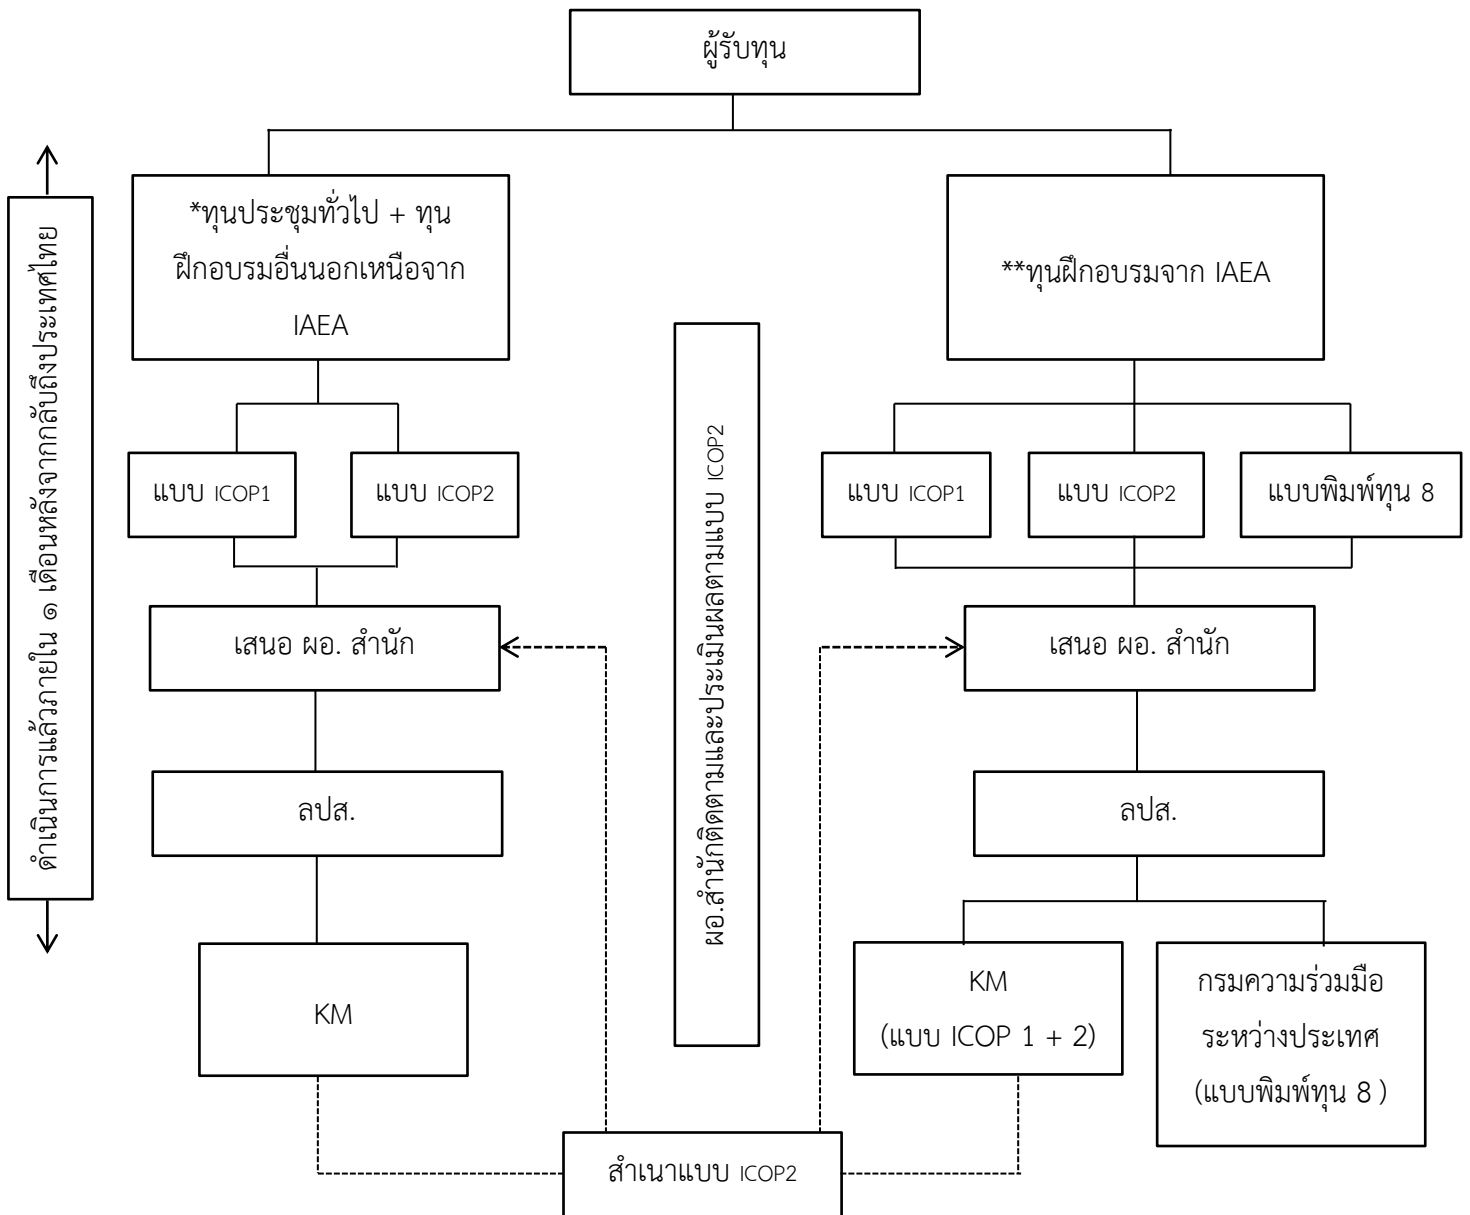 ผู้รับทุน
*ทุนประชุมทั่วไป + ทุน
ฝึกอบรมอื่นนอกเหนือจาก
IAEA
**ทุนฝึกอบรมจาก IAEA
ดำเนินการแล้วภายใน ๑ เดือนหลังจากกลับถึงประเทศไทย
ผอ.สำนักติดตามและประเมินผลตามแบบ ICOP2
แบบ ICOP1
แบบ ICOP2
แบบ ICOP1
แบบ ICOP2
แบบพิมพ์ทุน 8
เสนอ ผอ. สำนัก
เสนอ ผอ. สำนัก
ลปส.
ลปส.
KM
KM
(แบบ ICOP 1 + 2)
กรมความร่วมมือ
ระหว่างประเทศ
(แบบพิมพ์ทุน 8 )
สำเนาแบบ ICOP2